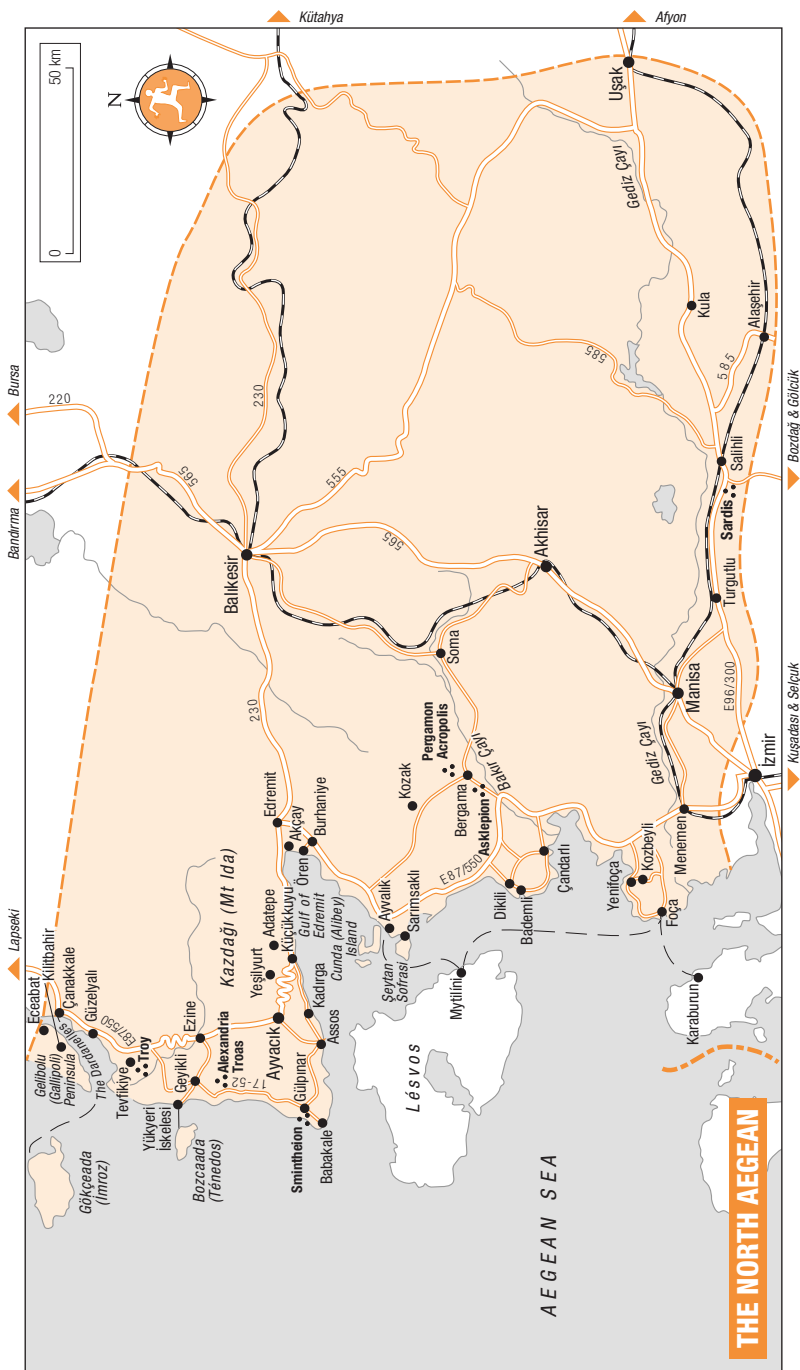 THE NORTH AEGEAN
0
50 km
N
Lapseki
Bandırma
Bursa
Kütahya
Afyon
Bozdağ & Gölcük
Kuşadası & Selçuk
Gökçeada
(İmroz)
Gelibolu
(Gallipoli)
Peninsula
Eceabat
Kilitbahir
Çanakkale
The Dardanelles
Güzelyalı
E87/550
Tevfikiye
Troy
Yükyeri
İskelesi
Geyikli
Ezine
Bozcaada
(Ténedos)
Alexandria
Troas
17-52
Kazdağı (Mt Ida)
Ayvacık
Yeşilyurt
Adatepe
Küçükkuyu
Smintheion
Gülpınar
Babakale
Assos
Kadırga
Gulf of
Edremit
Edremit
Akçay
Ören
Burhaniye
230
Balıkesir
565
220
230
555
565
Cunda (Alibey)
Island
Ayvalık
Şeytan
Sofrası
Sarımsaklı
Lésvos
Mytilíni
Kozak
Pergamon
Acropolis
Bergama
Asklepion
Bakır Çayı
Soma
E87/550
Dikili
Bademli
Çandarlı
Akhisar
AEGEAN SEA
Karaburun
Yenifoça
Kozbeyli
Foça
Menemen
Gediz Çayı
Manisa
İzmir
E96/300
Turgutlu
Sardis
Salihli
585
585
Kula
Alaşehir
Gediz Çayı
Uşak